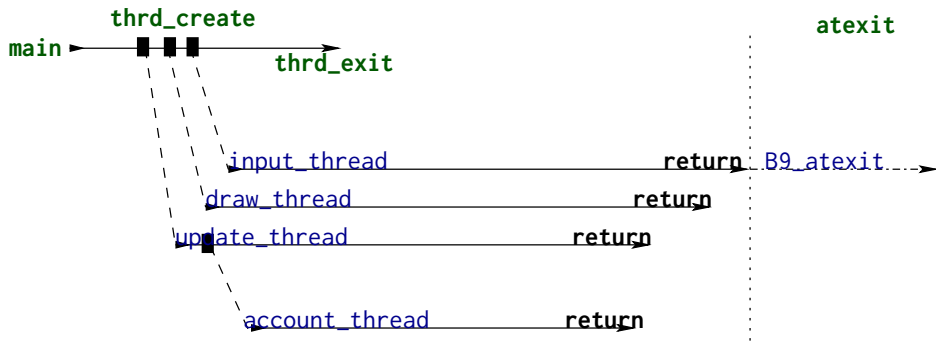 thrd_create
atexit
main
thrd_exit
input_thread return B9_atexit
draw_thread return
update_thread return
account_thread return